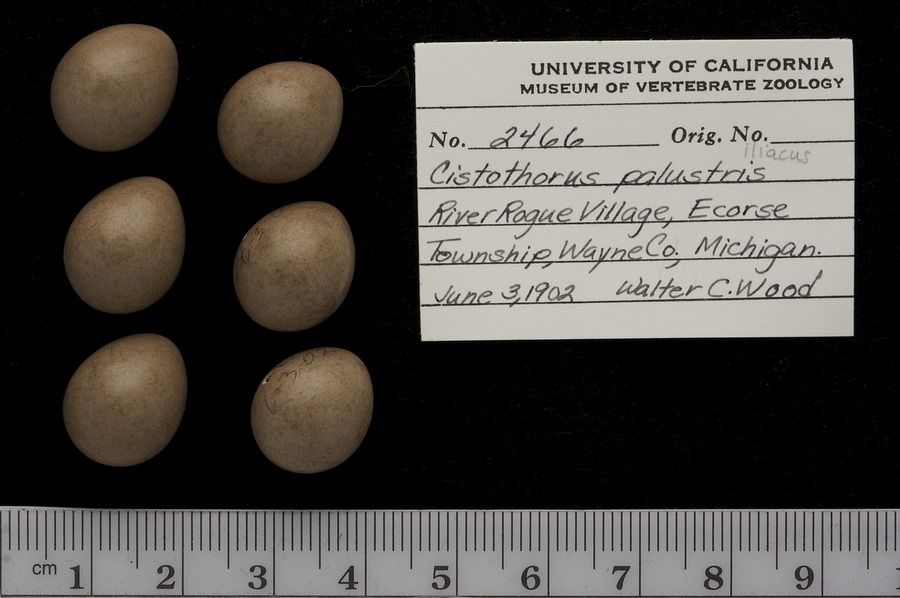 UNIVERSITY OF CALIFORNIA
MUSEUM OF VERTEBRATE ZOOLOGY
No. 2466 Orig. No.
iliacus
Cistothorus palustris
River Rogue Village, Ecorse
Township, Wayne Co. Michigan.
June 3, 1902 Walter C. Wood
cm 1 2 3 4 5 6 7 8 9